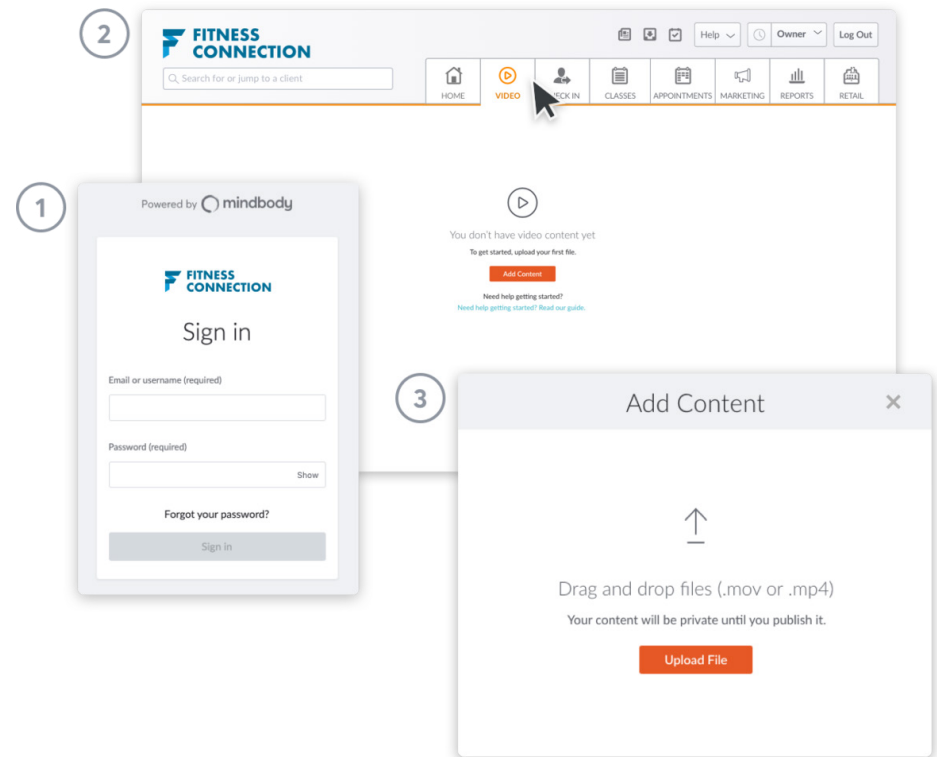 1
Powered by mindbody
FITNESS
CONNECTION
Sign in
Email or username (required)
Password (required)
Show
Forgot your password?
Sign in
2
FITNESS
CONNECTION
Help
Owner
Log Out
Search for or jump to a client
HOME
VIDEO
CLASSES
APPOINTMENTS
MARKETING
REPORTS
RETAIL
You don't have video content yet
To get started, upload your first file.
Add Content
Need help getting started?
Need help getting started? Read our guide.
3
Add Content
Drag and drop files (.mov or .mp4)
Your content will be private until you publish it.
Upload File